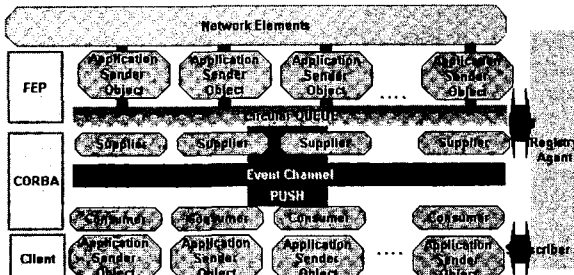 Network Elements
FEP
Application Sender Object
Application Sender Object
Application Sender Object
....
Application Sender Object
Circular QUEUE
CORBA
Supplier
Supplier
Supplier
Supplier
Registry Agent
Event Channel
PUSH
Consumer
Consumer
Consumer
Consumer
Client
Application Sender Object
Application Sender Object
Application Sender Object
....
Application Sender Object
scriber